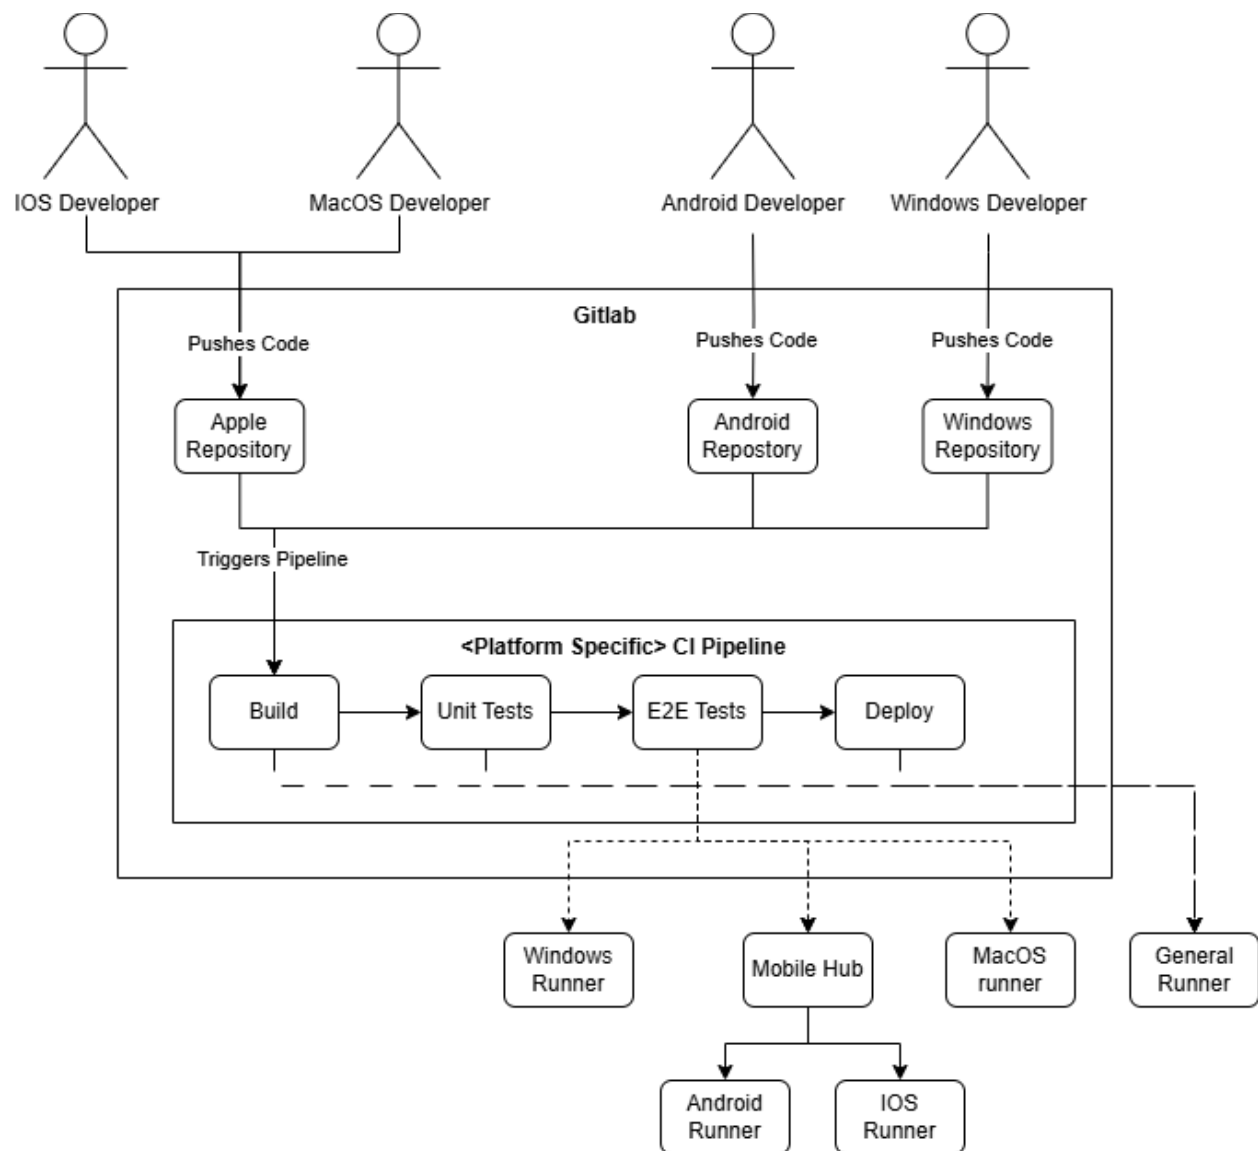 IOS Developer
MacOS Developer
Android Developer
Windows Developer
Gitlab
Pushes Code
Pushes Code
Pushes Code
Apple
Repository
Android
Repostory
Windows
Repository
Triggers Pipeline
<Platform Specific> CI Pipeline
Build
Unit Tests
E2E Tests
Deploy
Windows
Runner
Mobile Hub
MacOS
runner
General
Runner
Android
Runner
IOS
Runner